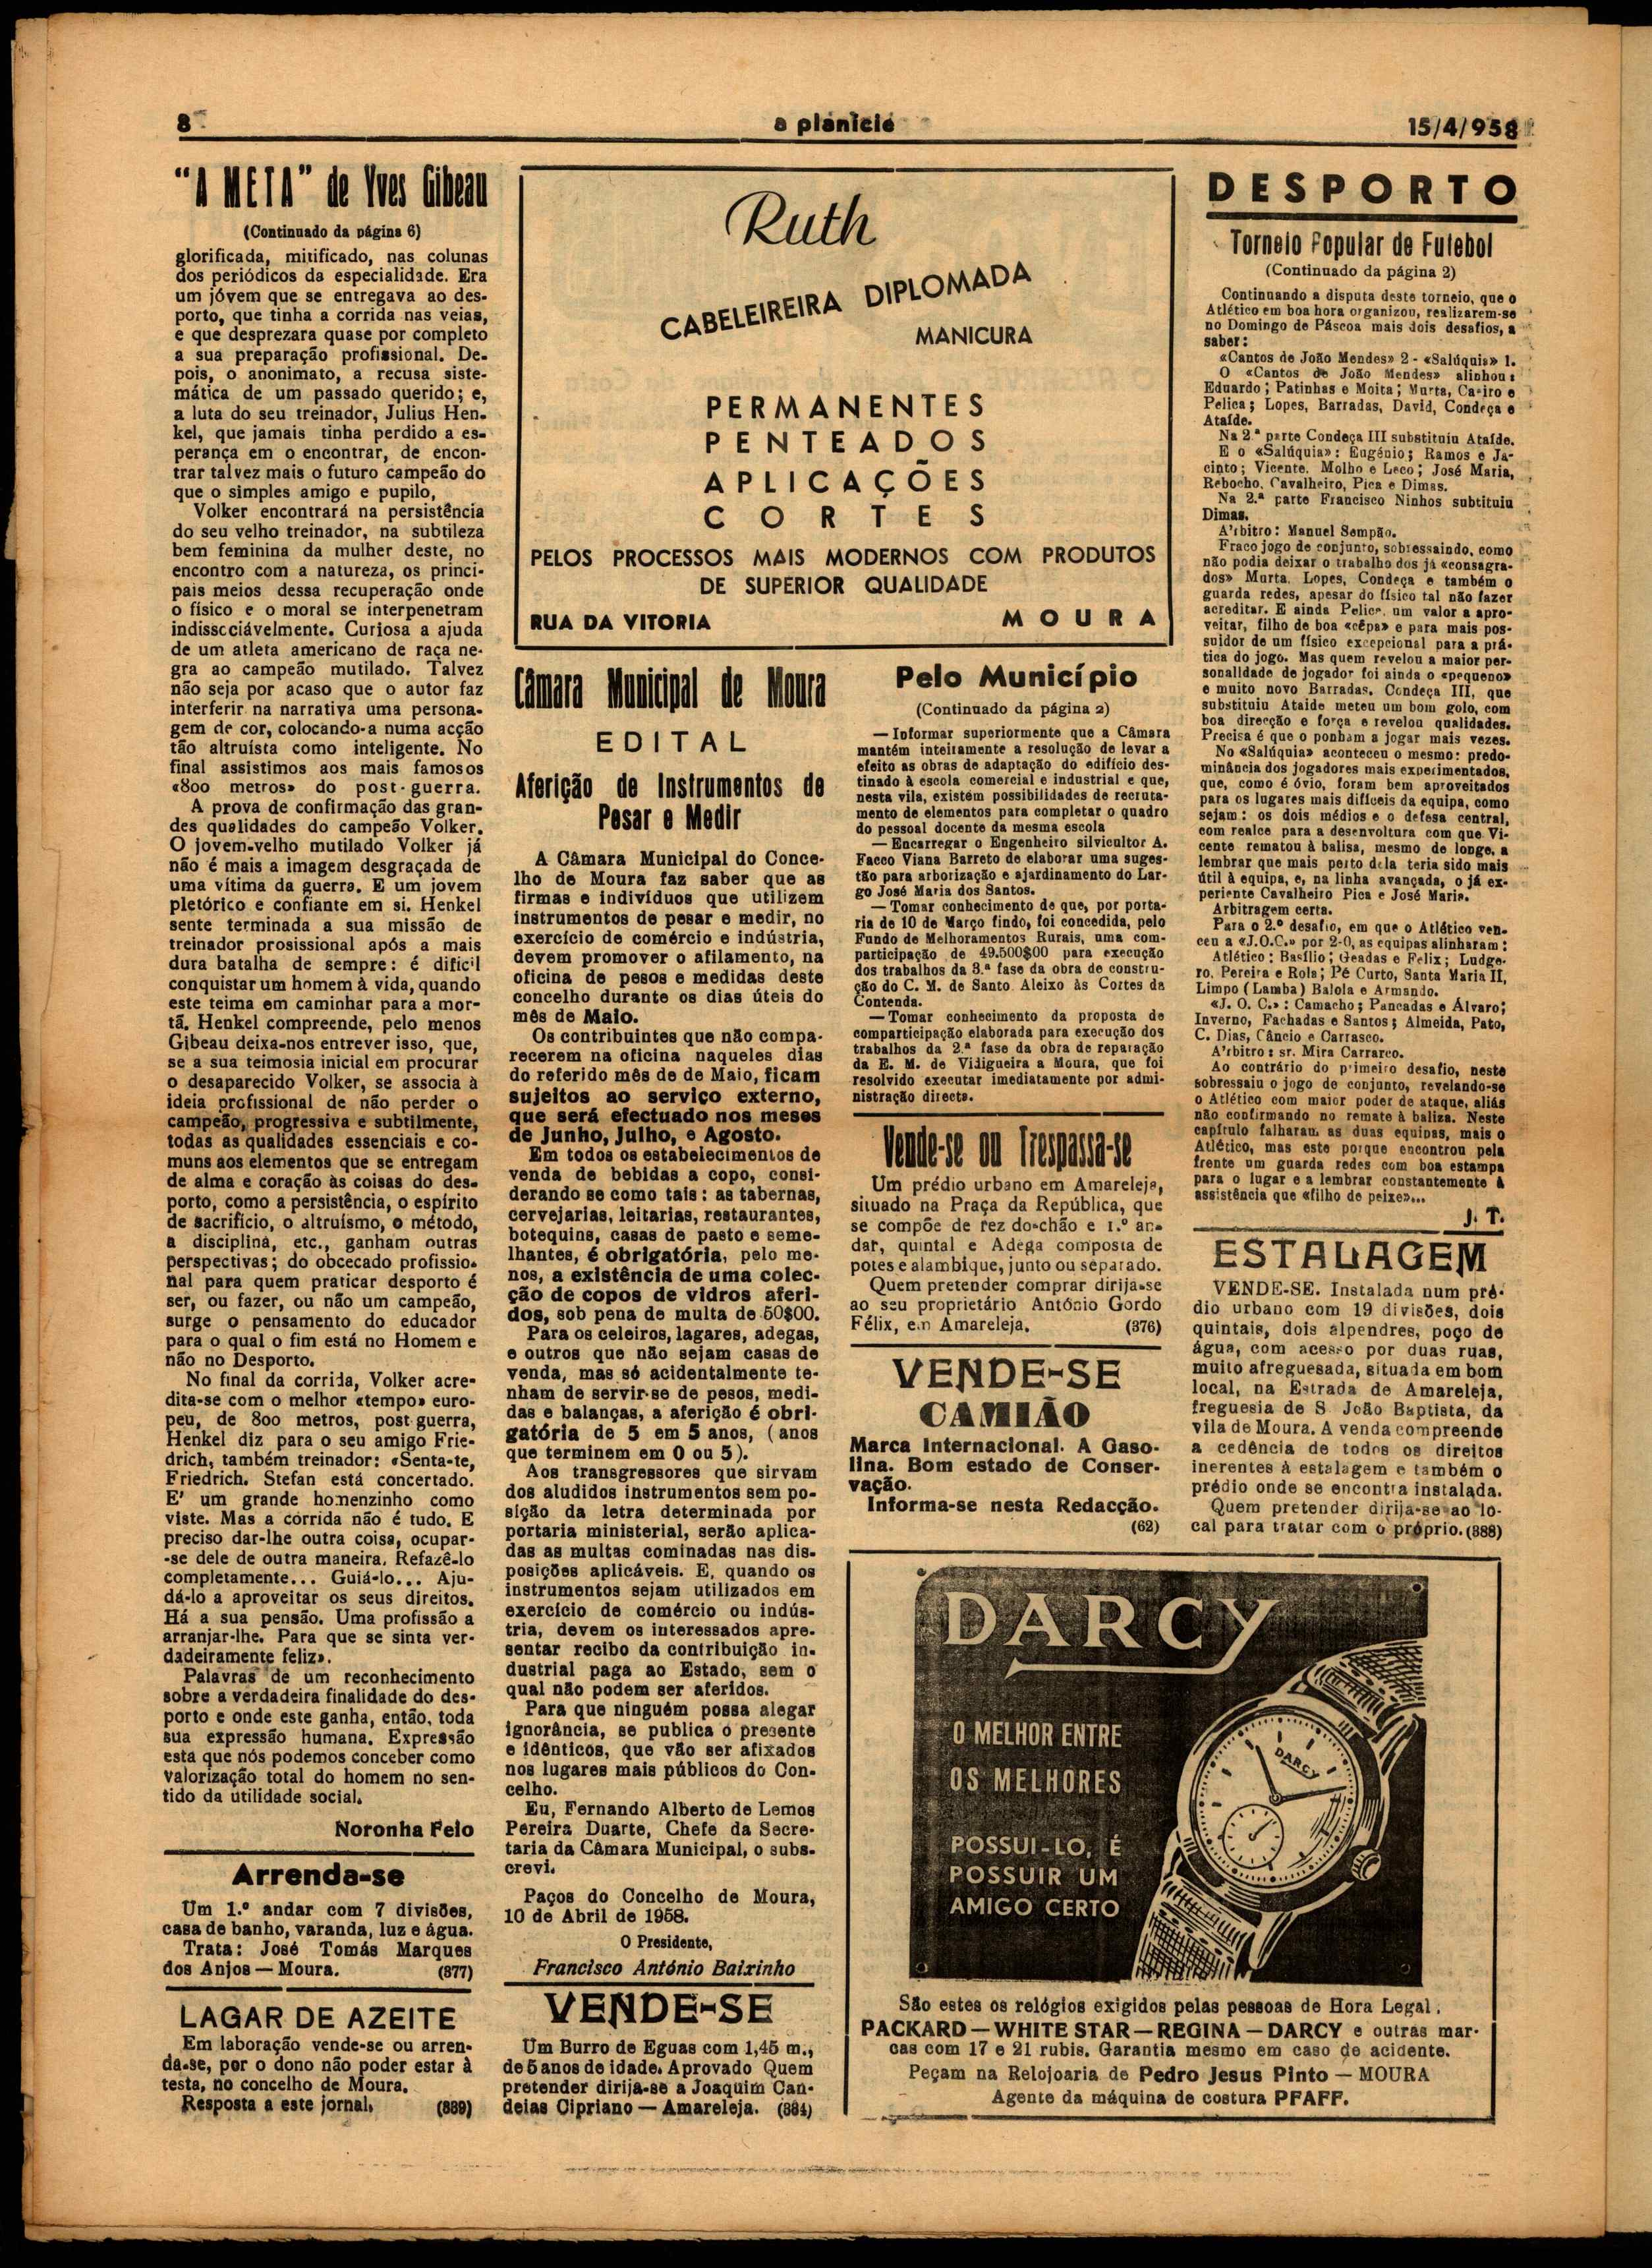 8
a planície
15/4/958
"A META" de Yves Gibeau
(Continuado da página 6)
glorificada, mitificado, nas colunas
dos periódicos da especialidade. Era
um jóvem que se entregava ao des-
porto, que tinha a corrida nas veias,
e que desprezara quase por completo
a sua preparação profissional. De-
pois, o anonimato, a recusa siste-
mática de um passado querido; e,
a luta do seu treinador, Julius Hen-
kel, que jamais tinha perdido a es-
perança em o encontrar, de encon-
trar talvez mais o futuro campeão do
que o simples amigo e pupilo,
Volker encontrará na persistência
do seu velho treinador, na subtileza
bem feminina da mulher deste, no
encontro com a natureza, os princi-
pais meios dessa recuperação onde
o físico e o moral se interpenetram
indissociávelmente. Curiosa a ajuda
de um atleta americano de raça ne-
gra ao campeão mutilado. Talvez
não seja por acaso que o autor faz
interferir na narrativa uma persona-
gem de cor, colocando-a numa acção
tão altruísta como inteligente. No
final assistimos aos mais famosos
«800 metros» do post-guerra.
A prova de confirmação das gran-
des qualidades do campeão Volker.
O jovem-velho mutilado Volker já
não é mais a imagem desgraçada de
uma vítima da guerra. E um jovem
pletórico e confiante em si. Henkel
sente terminada a sua missão de
treinador prosissional após a mais
dura batalha de sempre: é difícil
conquistar um homem à vida, quando
este teima em caminhar para a mor-
tã. Henkel compreende, pelo menos
Gibeau deixa-nos entrever isso, que,
se a sua teimosia inicial em procurar
o desaparecido Volker, se associa à
ideia profissional de não perder o
campeão, progressiva e subtilmente,
todas as qualidades essenciais e co-
muns aos elementos que se entregam
de alma e coração às coisas do des-
porto, como a persistência, o espírito
de sacrifício, o altruísmo, o método,
a disciplina, etc., ganham outras
perspectivas; do obcecado profissio-
nal para quem praticar desporto é
ser, ou fazer, ou não um campeão,
surge o pensamento do educador
para o qual o fim está no Homem e
não no Desporto.
No final da corrida, Volker acre-
dita-se com o melhor «tempo» euro-
peu, de 800 metros, post guerra,
Henkel diz para o seu amigo Frie-
drich, também treinador: «Senta-te,
Friedrich. Stefan está concertado.
E' um grande homenzinho como
viste. Mas a corrida não é tudo. E
preciso dar-lhe outra coisa, ocupar-
-se dele de outra maneira. Refazê-lo
completamente... Guiá-lo... Aju-
dá-lo a aproveitar os seus direitos.
Há a sua pensão. Uma profissão a
arranjar-lhe. Para que se sinta ver-
dadeiramente feliz».
Palavras de um reconhecimento
sobre a verdadeira finalidade do des-
porto e onde este ganha, então, toda
sua expressão humana. Expressão
esta que nós podemos conceber como
valorização total do homem no sen-
tido da utilidade social.
Noronha Feio
Arrenda-se
Um 1.º andar com 7 divisões,
casa de banho, varanda, luz e água.
Trata: José Tomás Marques
dos Anjos — Moura. (377)
LAGAR DE AZEITE
Em laboração vende-se ou arren-
da-se, por o dono não poder estar à
testa, no concelho de Moura.
Resposta a este jornal, (389)
Ruth
CABELEIREIRA DIPLOMADA
MANICURA
PERMANENTES
PENTEADOS
APLICAÇÕES
CORTES
PELOS PROCESSOS MAIS MODERNOS COM PRODUTOS
DE SUPERIOR QUALIDADE
RUA DA VITORIA MOURA
Câmara Municipal de Moura
EDITAL
Aferição de Instrumentos de
Pesar e Medir
A Câmara Municipal do Conce-
lho de Moura faz saber que as
firmas e indivíduos que utilizem
instrumentos de pesar e medir, no
exercício de comércio e indústria,
devem promover o afilamento, na
oficina de pesos e medidas deste
concelho durante os dias úteis do
mês de Maio.
Os contribuintes que não compa-
recerem na oficina naqueles dias
do referido mês de de Maio, ficam
sujeitos ao serviço externo,
que será efectuado nos meses
de Junho, Julho, e Agosto.
Em todos os estabelecimentos de
venda de bebidas a copo, consi-
derando se como tais: as tabernas,
cervejarias, leitarias, restaurantes,
botequins, casas de pasto e seme-
lhantes, é obrigatória, pelo me-
nos, a existência de uma colec-
ção de copos de vidros aferi-
dos, sob pena de multa de 50$00.
Para os celeiros, lagares, adegas,
e outros que não sejam casas de
venda, mas só acidentalmente te-
nham de servir-se de pesos, medi-
das e balanças, a aferição é obri-
gatória de 5 em 5 anos, (anos
que terminem em 0 ou 5).
Aos transgressores que sirvam
dos aludidos instrumentos sem po-
sição da letra determinada por
portaria ministerial, serão aplica-
das as multas cominadas nas dis-
posições aplicáveis. E, quando os
instrumentos sejam utilizados em
exercício de comércio ou indús-
tria, devem os interessados apre-
sentar recibo da contribuição in-
dustrial paga ao Estado, sem o
qual não podem ser aferidos.
Para que ninguém possa alegar
ignorância, se publica o presente
e idênticos, que vão ser afixados
nos lugares mais públicos do Con-
celho.
Eu, Fernando Alberto de Lemos
Pereira Duarte, Chefe da Secre-
taria da Câmara Municipal, o subs-
crevi.
Paços do Concelho de Moura,
10 de Abril de 1958.
O Presidente,
Francisco António Baixinho
VENDE-SE
Um Burro de Eguas com 1,45 m.,
de 5 anos de idade. Aprovado Quem
pretender dirija-se a Joaquim Can-
deias Cipriano — Amareleja. (384)
Pelo Município
(Continuado da página 2)
— Informar superiormente que a Câmara
mantém inteiramente a resolução de levar a
efeito as obras de adaptação do edifício des-
tinado à escola comercial e industrial e que,
nesta vila, existem possibilidades de recruta-
mento de elementos para completar o quadro
do pessoal docente da mesma escola
— Encarregar o Engenheiro silvicultor A.
Facco Viana Barreto de elaborar uma suges-
tão para arborização e ajardinamento do Lar-
go José Maria dos Santos.
— Tomar conhecimento de que, por porta-
ria de 10 de Março findo, foi concedida, pelo
Fundo de Melhoramentos Rurais, uma com-
participação de 49.500$00 para execução
dos trabalhos da 3.ª fase da obra de constru-
ção do C. M. de Santo Aleixo às Cortes da
Contenda.
— Tomar conhecimento da proposta de
comparticipação elaborada para execução dos
trabalhos da 2.ª fase da obra de reparação
da E. M. de Vidigueira a Moura, que foi
resolvido executar imediatamente por admi-
nistração directa.
Vende-se ou Trespassa-se
Um prédio urbano em Amareleja,
situado na Praça da República, que
se compõe de rez do-chão e 1.º an-
dar, quintal e Adega composta de
potes e alambique, junto ou separado.
Quem pretender comprar dirija-se
ao seu proprietário António Gordo
Félix, em Amareleja. (376)
VENDE-SE
CAMIÃO
Marca Internacional. A Gaso-
lina. Bom estado de Conser-
vação.
Informa-se nesta Redacção.
(62)
DESPORTO
Torneio Popular de Futebol
(Continuado da página 2)
Continuando a disputa deste torneio, que o
Atlético em boa hora organizou, realizarem-se
no Domingo de Páscoa mais dois desafios, a
saber:
«Cantos de João Mendes» 2 - «Salúquia» 1.
O «Cantos de João Mendes» alinhou:
Eduardo; Patinhas e Moita; Murta, Cairo e
Pelica; Lopes, Barradas, David, Condeça e
Ataíde.
Na 2.ª parte Condeça III substituiu Ataíde.
E o «Salúquia»: Eugénio; Ramos e Ja-
cinto; Vicente, Molho e Leco; José Maria,
Rebocho, Cavalheiro, Pica e Dimas.
Na 2.ª parte Francisco Ninhos subtituiu
Dimas.
A'rbitro: Manuel Sempão.
Fraco jogo de conjunto, sobressaindo, como
não podia deixar o trabalho dos já «consagra-
dos» Murta, Lopes, Condeça e também o
guarda redes, apesar do físico tal não fazer
acreditar. E ainda Pelica, um valor a apro-
veitar, filho de boa «cêpa» e para mais pos-
suidor de um físico excepcional para a prá-
tica do jogo. Mas quem revelou a maior per-
sonalidade de jogador foi ainda o «pequeno»
e muito novo Barradas. Condeça III, que
substituiu Ataide meteu um bom golo, com
boa direcção e força e revelou qualidades.
Precisa é que o ponham a jogar mais vezes.
No «Salúquia» aconteceu o mesmo: predo-
minância dos jogadores mais experimentados,
que, como é óvio, foram bem aproveitados
para os lugares mais difíceis da equipa, como
sejam: os dois médios e o defesa central,
com realce para a desenvoltura com que Vi-
cente rematou à balisa, mesmo de longe, a
lembrar que mais perto dela teria sido mais
útil à equipa, e, na linha avançada, o já ex-
periente Cavalheiro Pica e José Maria.
Arbitragem certa.
Para o 2.º desafio, em que o Atlético ven-
ceu a «J.O.C.» por 2-0, as equipas alinharam:
Atlético: Basílio; Geadas e Felix; Ludge-
ro, Pereira e Rola; Pé Curto, Santa Maria II,
Limpo (Lamba) Balola e Armando.
«J. O. C.»: Camacho; Pancadas e Álvaro;
Inverno, Fachadas e Santos; Almeida, Pato,
C. Dias, Câncio e Carrasco.
A'rbitro: sr. Mira Carrarco.
Ao contrário do primeiro desafio, neste
sobressaiu o jogo de conjunto, revelando-se
o Atlético com maior poder de ataque, aliás
não confirmando no remate à baliza. Neste
capítulo falharam as duas equipas, mais o
Atlético, mas este porque encontrou pela
frente um guarda redes com boa estampa
para o lugar e a lembrar constantemente à
assistência que «filho de peixe»...
J. T.
ESTALAGEM
VENDE-SE. Instalada num pré-
dio urbano com 19 divisões, dois
quintais, dois alpendres, poço de
água, com acesso por duas ruas,
muito afreguesada, situada em bom
local, na Estrada de Amareleja,
freguesia de S João Baptista, da
vila de Moura. A venda compreende
a cedência de todos os direitos
inerentes à estalagem e também o
prédio onde se encontra instalada.
Quem pretender dirija-se ao lo-
cal para tratar com o próprio. (388)
DARCY
O MELHOR ENTRE
OS MELHORES
POSSUI-LO, É
POSSUIR UM
AMIGO CERTO
DARCY
São estes os relógios exigidos pelas pessoas de Hora Legal.
PACKARD — WHITE STAR — REGINA — DARCY e outras mar-
cas com 17 e 21 rubis. Garantia mesmo em caso de acidente.
Peçam na Relojoaria de Pedro Jesus Pinto — MOURA
Agente da máquina de costura PFAFF.